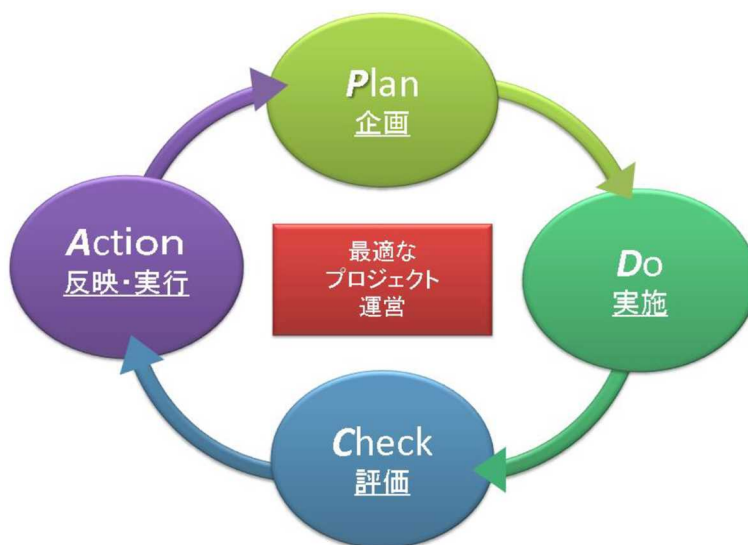 Plan
企画
Do
実施
Check
評価
Action
反映・実行
最適な
プロジェクト
運営